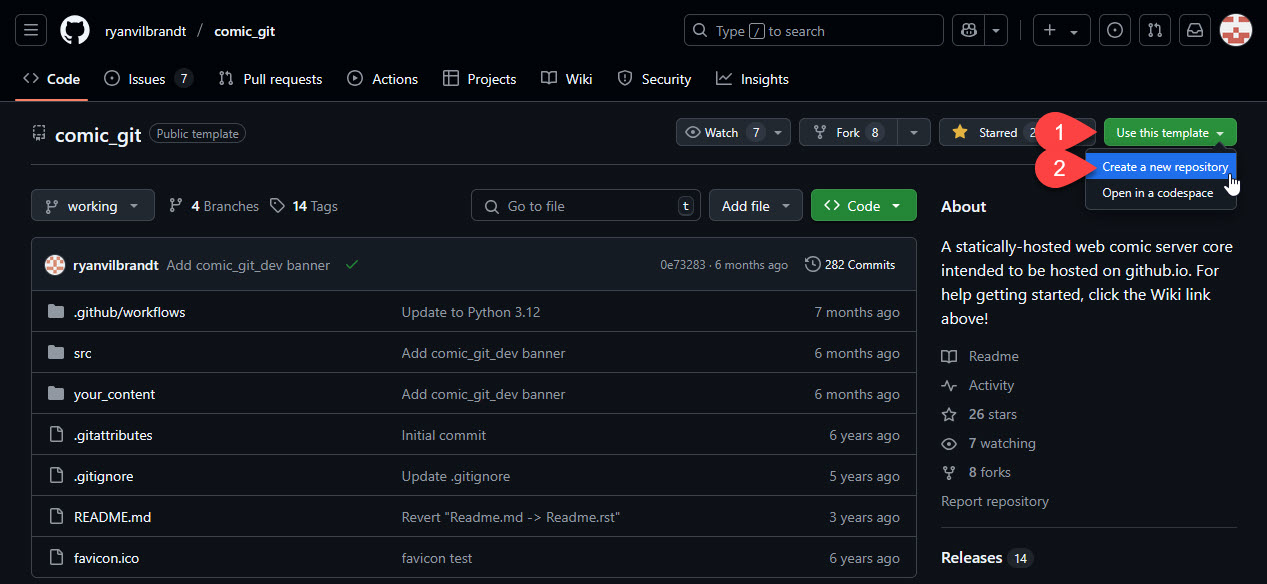 ryanvilbrandt / comic_git
Type / to search
Code Issues 7 Pull requests Actions Projects Wiki Security Insights
comic_git Public template
Watch 7 Fork 8 Starred 2 1 Use this template
2 Create a new repository
Open in a codespace
working 4 Branches 14 Tags Go to file t Add file Code
About
A statically-hosted web comic server core
intended to be hosted on github.io. For
help getting started, click the Wiki link
above!
Readme
Activity
26 stars
7 watching
8 forks
Report repository
Releases 14
ryanvilbrandt Add comic_git_dev banner 0e73283 · 6 months ago 282 Commits
.github/workflows Update to Python 3.12 7 months ago
src Add comic_git_dev banner 6 months ago
your_content Add comic_git_dev banner 6 months ago
.gitattributes Initial commit 6 years ago
.gitignore Update .gitignore 5 years ago
README.md Revert "Readme.md -> Readme.rst" 3 years ago
favicon.ico favicon test 6 years ago